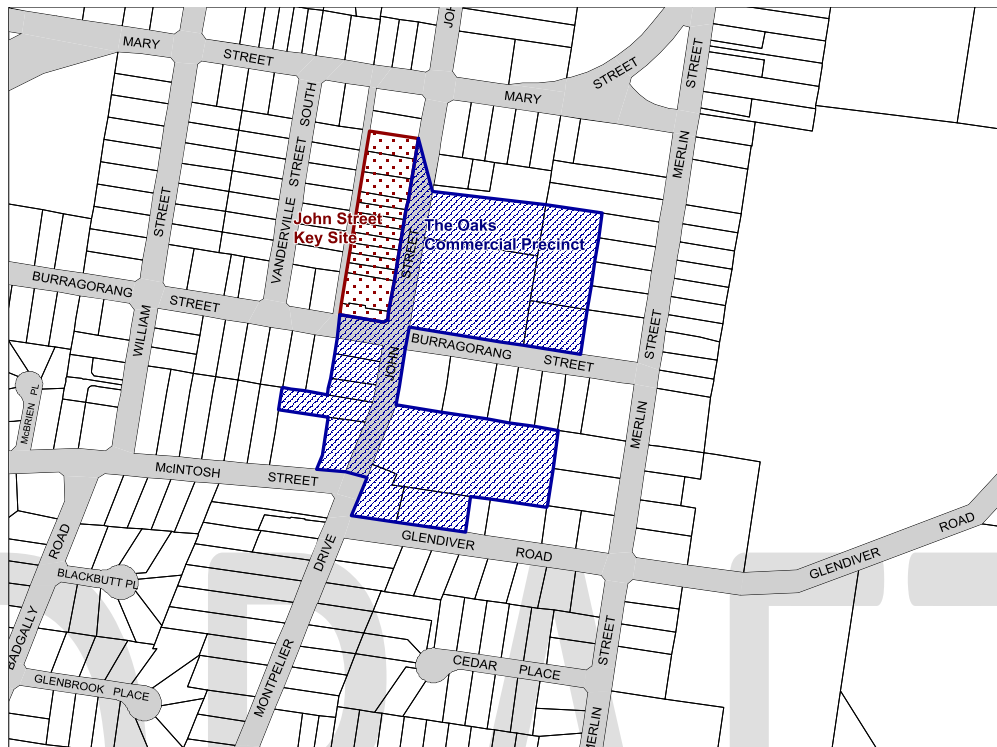 JOH
MARY STREET
STREET
STREET
MARY
SOUTH
VANDERVILLE STREET
STREET
MERLIN
John Street
Key Site
The Oaks
Commercial Precinct
STREET
BURRAGORANG STREET
WILLIAM
JOHN
BURRAGORANG STREET
STREET
MERLIN
McBRIEN PL
McINTOSH STREET
GLENDIVER ROAD
GLENDIVER ROAD
ROAD
DRIVE
BLACKBUTT PL
BADGALLY
STREET
CEDAR PLACE
GLENBROOK PLACE
MONTPELIER
MERLIN
DRAFT